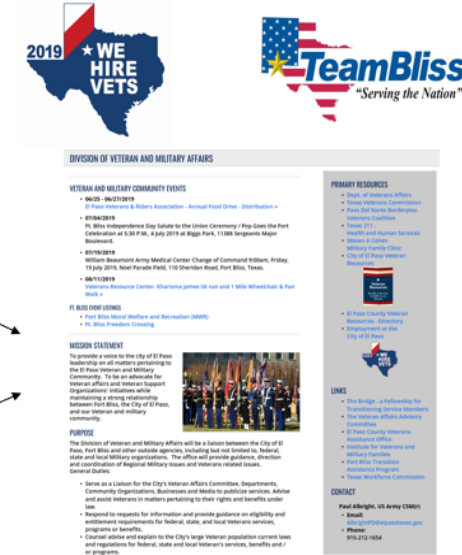 2019
WE
HIRE
VETS
TeamBliss
"Serving the Nation"
DIVISION OF VETERAN AND MILITARY AFFAIRS
VETERAN AND MILITARY COMMUNITY EVENTS
• 06/25 - 06/27/2019
El Paso Veterans & Riders Association - Annual Food Drive - Distribution »
• 07/04/2019
Ft. Bliss Independence Day Salute to the Union Ceremony / Pop Goes the Fort
Celebration at 5:30 P.M., 4 July 2019 at Biggs Park, 11388 Sergeants Major
Boulevard.
• 07/19/2019
William Beaumont Army Medical Center Change of Command 9:00am, Friday,
19 July 2019, Noel Parade Field, 110 Sheridan Road, Fort Bliss, Texas.
• 08/11/2019
Veterans Resource Center- Kharisma James 5K run and 1 Mile Wheelchair & Fun
Walk »
FT. BLISS EVENT LISTINGS
• Fort Bliss Moral Welfare and Recreation (MWR)
• Ft. Bliss Freedom Crossing
MISSION STATEMENT
To provide a voice to the city of El Paso
leadership on all matters pertaining to
the El Paso Veteran and Military
Community. To be an advocate for
Veteran affairs and Veteran Support
Organizations' initiatives while
maintaining a strong relationship
between Fort Bliss, the City of El Paso,
and our Veteran and military
community.
PURPOSE
The Division of Veteran and Military Affairs will be a liaison between the City of El
Paso, Fort Bliss and other outside agencies, including but not limited to, federal,
state and local Military organizations. The office will provide guidance, direction
and coordination of Regional Military Issues and Veterans related issues.
General Duties:
• Serve as a Liaison for the City's Veteran Affairs Committee, Departments,
Community Organizations, Businesses and Media to publicize services. Advise
and assist Veterans in matters pertaining to their rights and benefits under
law.
• Respond to requests for information and provide guidance on eligibility and
entitlement requirements for federal, state, and local Veterans services,
programs or benefits.
• Counsel advise and explain to the City's large Veteran population current laws
and regulations for federal, state and local Veteran's services, benefits and /
or programs.
PRIMARY RESOURCES
• Dept. of Veterans Affairs
• Texas Veterans Commission
• Paso Del Norte Borderplex
Veterans Coalition
• Texas 211 -
Health and Human Services
• Steven A Cohen
Military Family Clinic
• City of El Paso Veteran
Resources
Veteran
Resources
• El Paso County Veteran
Resources - Directory
• Employment at the
City of El Paso
WE
HIRE
VETS
LINKS
• The Bridge - a Fellowship for
Transitioning Service Members
• The Veteran Affairs Advisory
Committee
• El Paso County Veterans
Assistance Office
• Institute for Veterans and
Military Families
• Fort Bliss Transition
Assistance Program
• Texas Workforce Commission
CONTACT
Paul Albright, US Army CSM(r)
• Email:
AlbrightPD@elpasotexas.gov
• Phone:
915-212-1654